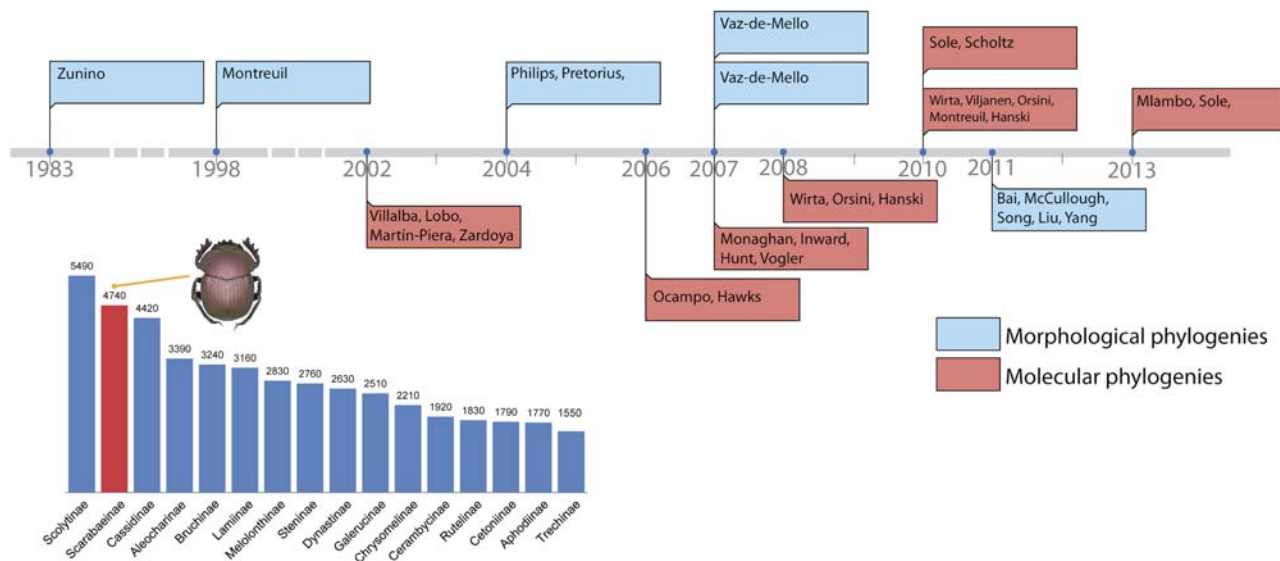 Vaz-de-Mello
Sole, Scholtz
Zunino
Montreuil
Philips, Pretorius,
Vaz-de-Mello
Wirta, Viljanen, Orsini,
Montreuil, Hanski
Mlambo, Sole,
1983
1998
2002
2004
2006
2007
2008
2010
2011
2013
Villalba, Lobo,
Martín-Piera, Zardoya
Wirta, Orsini, Hanski
Bai, McCullough,
Song, Liu, Yang
Monaghan, Inward,
Hunt, Vogler
Ocampo, Hawks
Morphological phylogenies
Molecular phylogenies
5490
4740
4420
3390
3240
3160
2830
2760
2630
2510
2210
1920
1830
1790
1770
1550
Scolytinae
Scarabaeinae
Cassidinae
Aleocharinae
Bruchinae
Lamiinae
Melolonthinae
Steninae
Dynastinae
Galerucinae
Chrysomelinae
Cerambycinae
Rutelinae
Cetoniinae
Aphodiinae
Trechinae